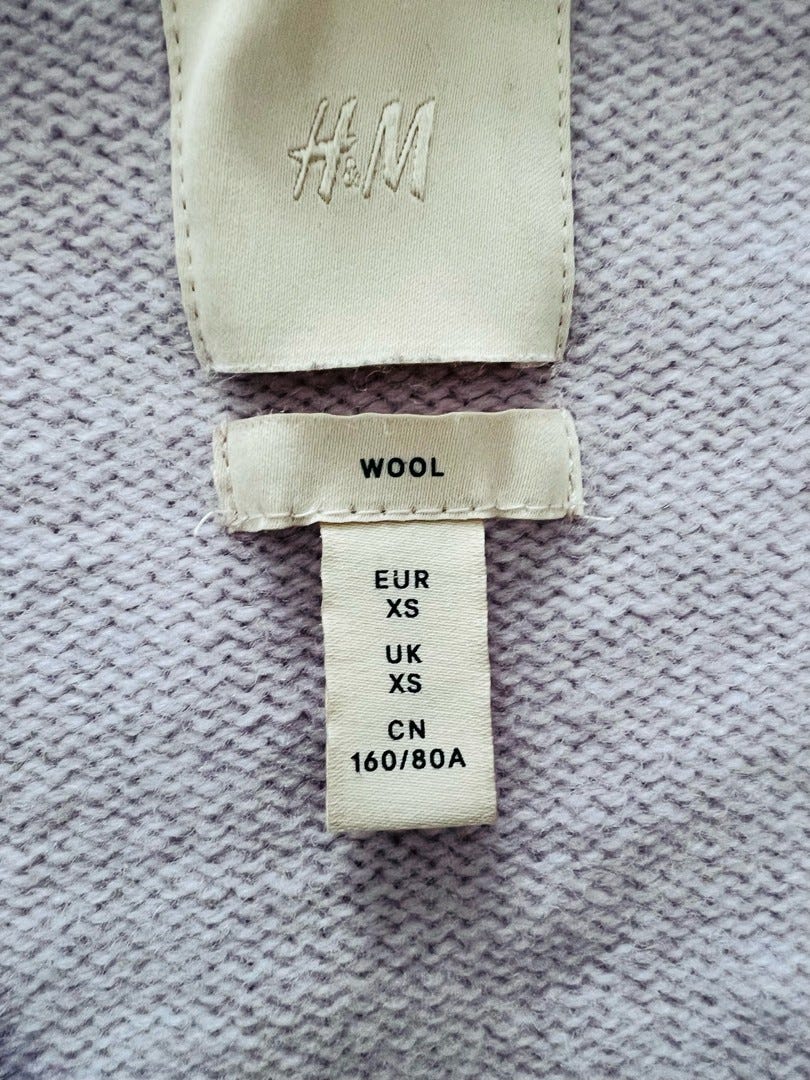 H&M
WOOL
EUR
XS
UK
XS
CN
160/80A